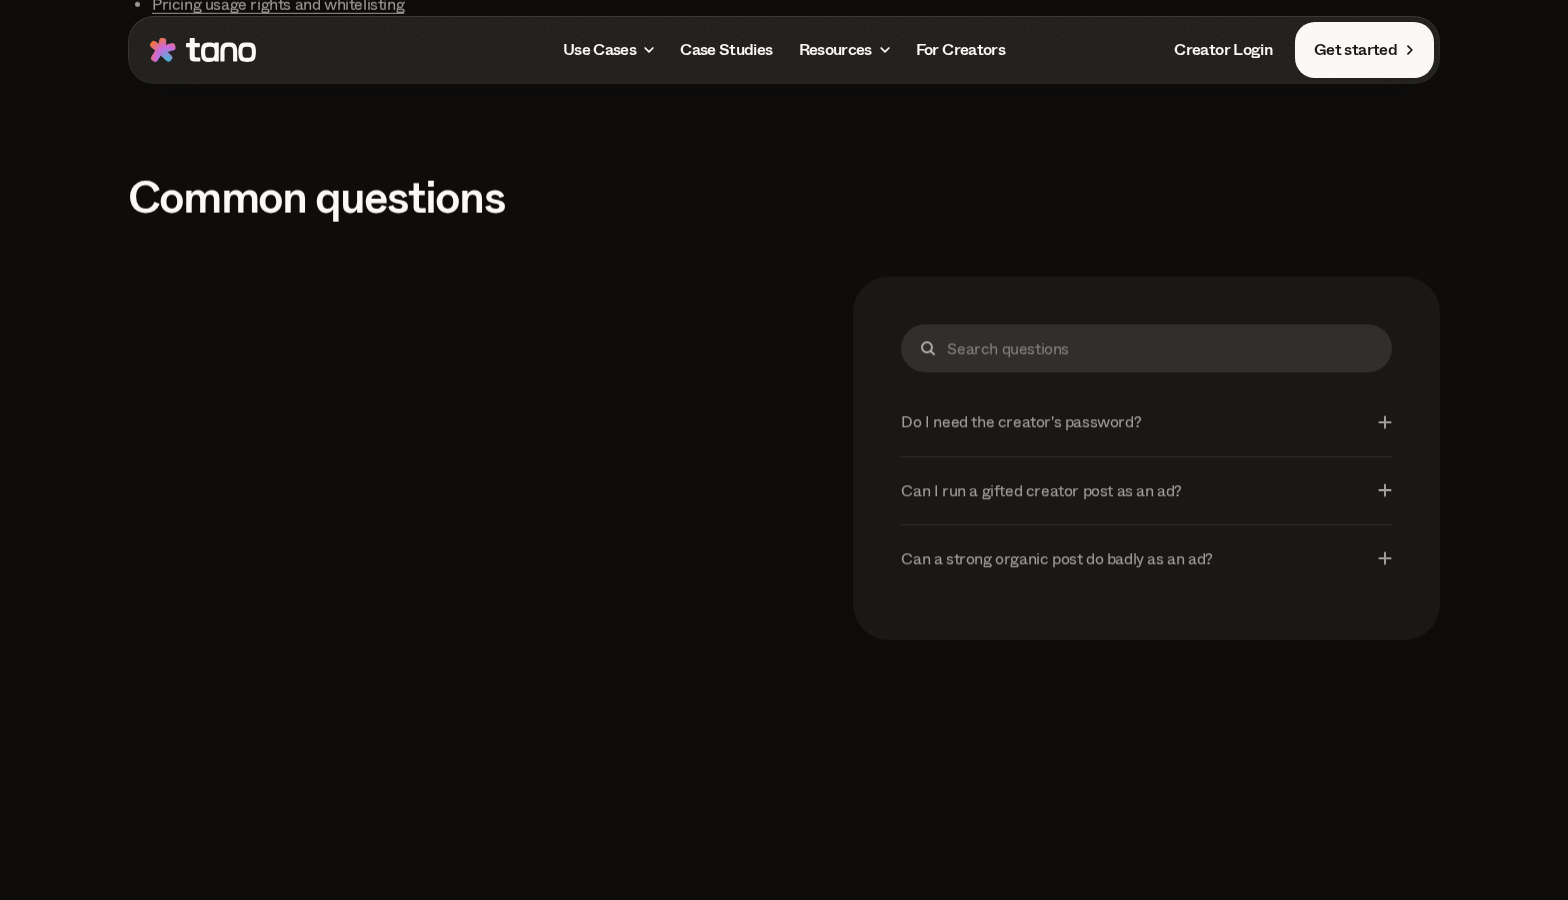 Pricing usage rights and whitelisting
tano
Use Cases
Case Studies
Resources
For Creators
Creator Login
Get started
Common questions
Search questions
Do I need the creator's password?
Can I run a gifted creator post as an ad?
Can a strong organic post do badly as an ad?